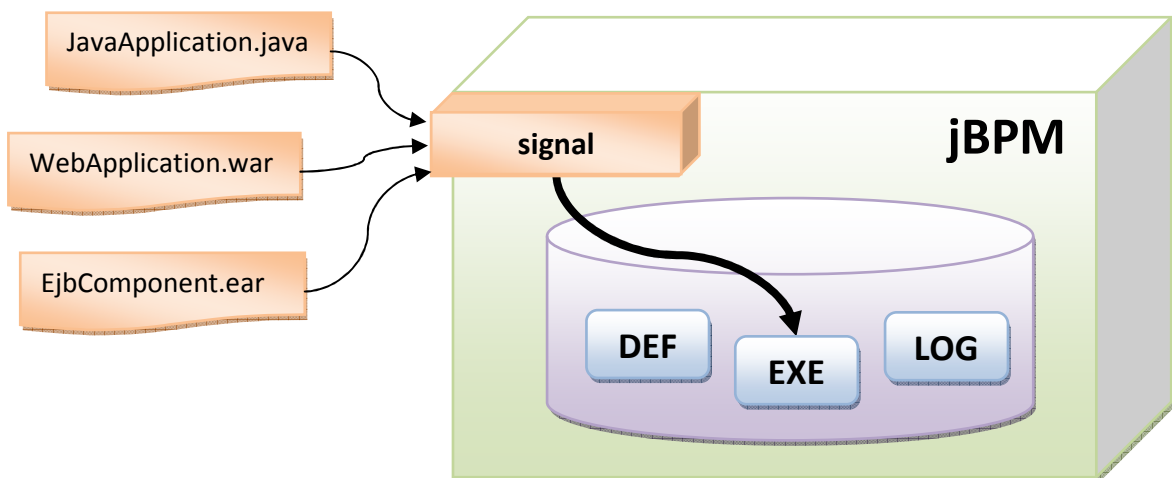 JavaApplication.java
WebApplication.war
EjbComponent.ear
signal
jBPM
DEF
EXE
LOG